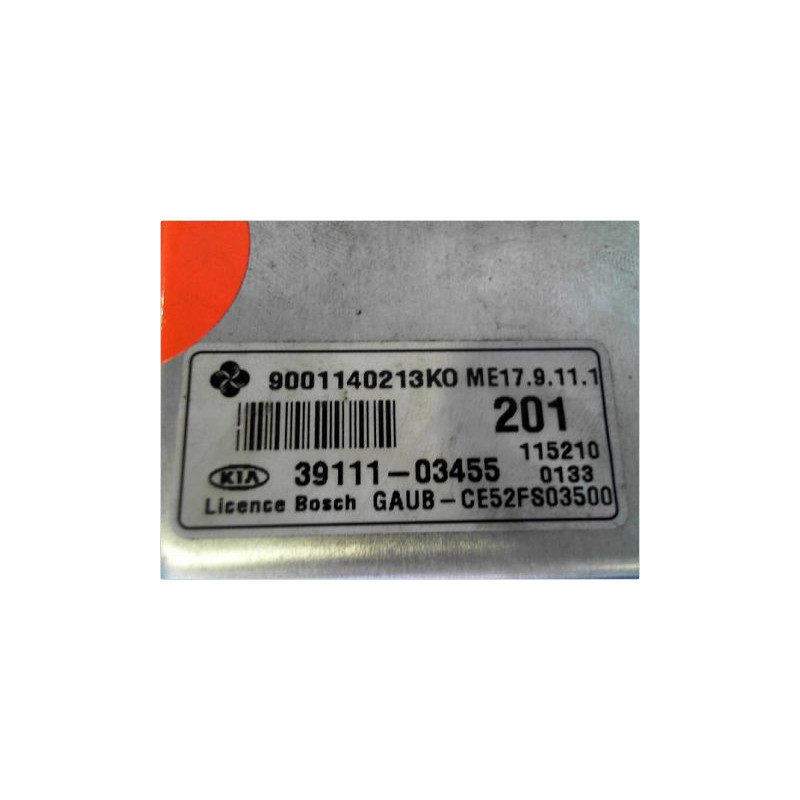 9001140213KO ME17.9.11.1
201
115210
KIA 39111-03455 0133
Licence Bosch GAUB-CE52FS03500